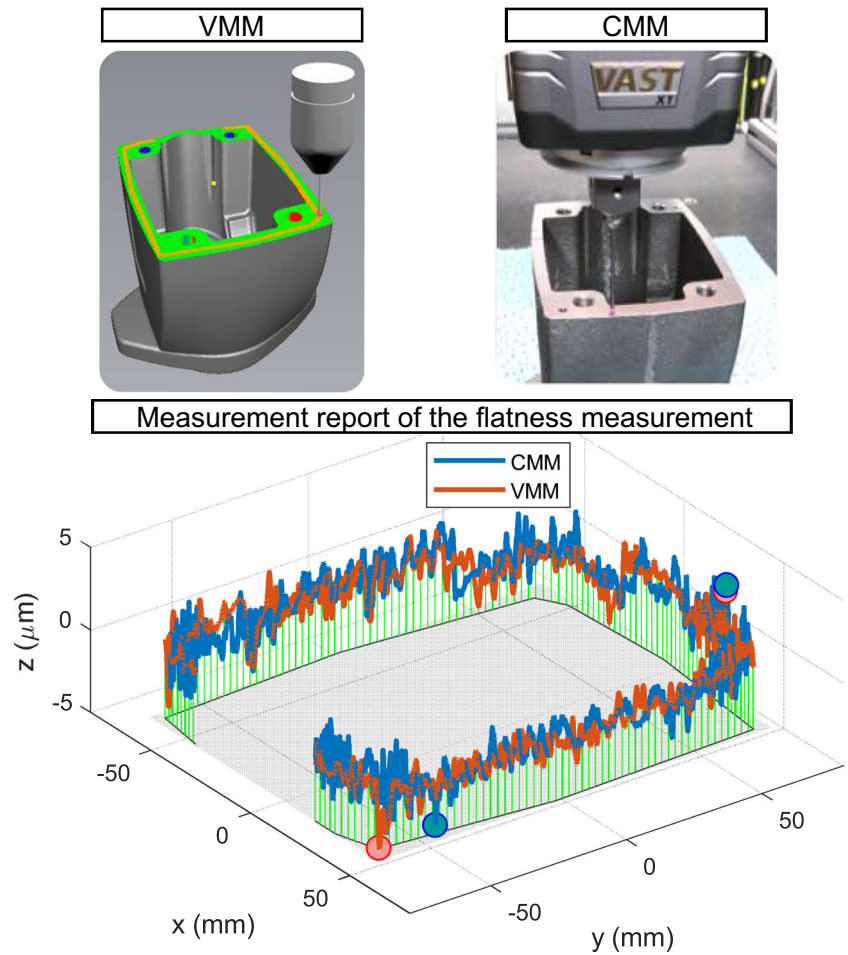 VMM
CMM
VAST
XT
Measurement report of the flatness measurement
CMM
VMM
5
0
-5
z (μm)
-50
0
50
x (mm)
-50
0
50
y (mm)